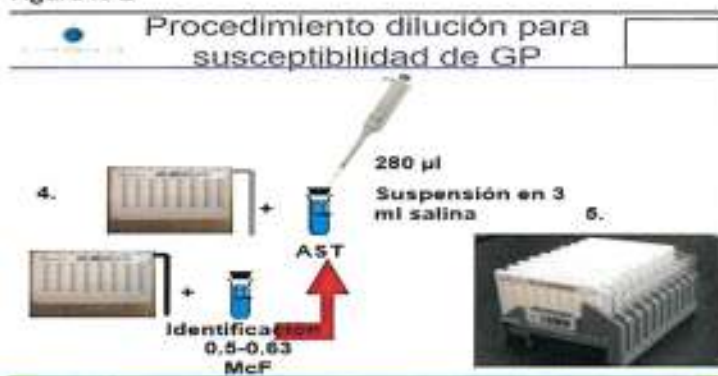 Procedimiento dilución para
susceptibilidad de GP
4.
+
280 µl
Suspensión en 3
ml salina
5.
AST
+
Identificación
0.5-0.63
McF